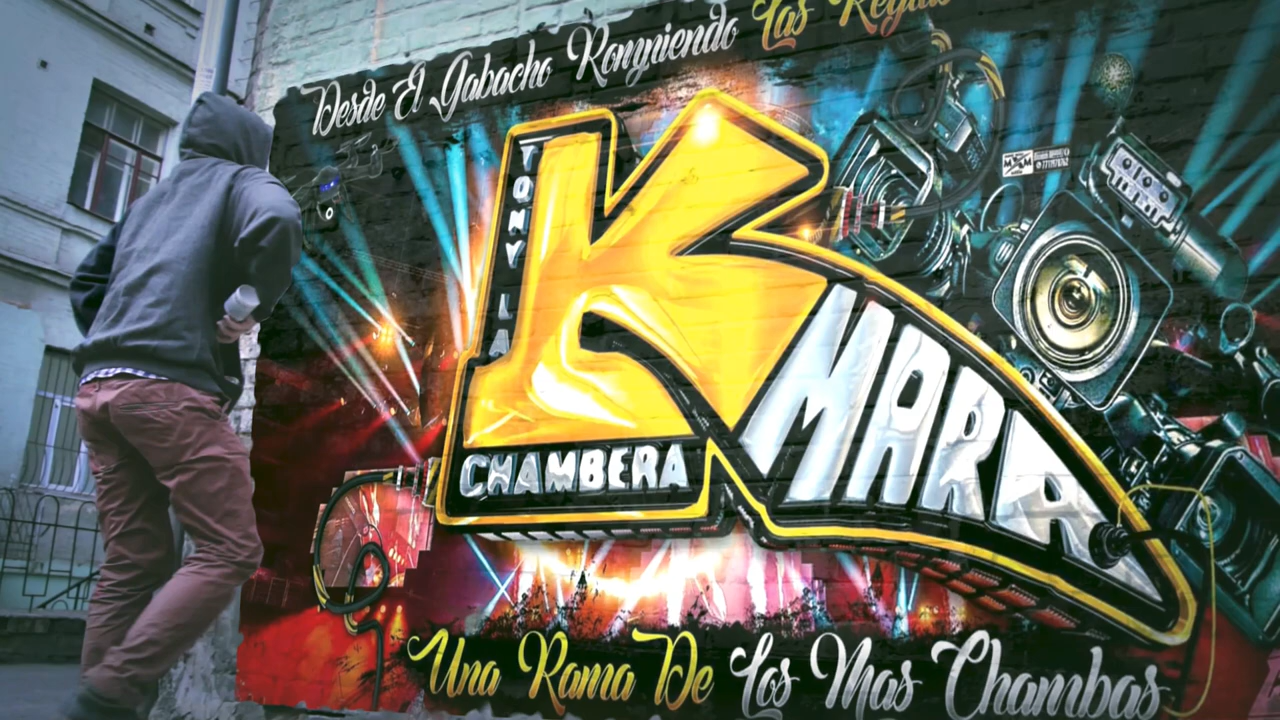 Desde El Gabacho Rompiendo Las Reglas
TONY LA
K
MARA
CHAMBERA
Una Rama De Los Mas Chambas